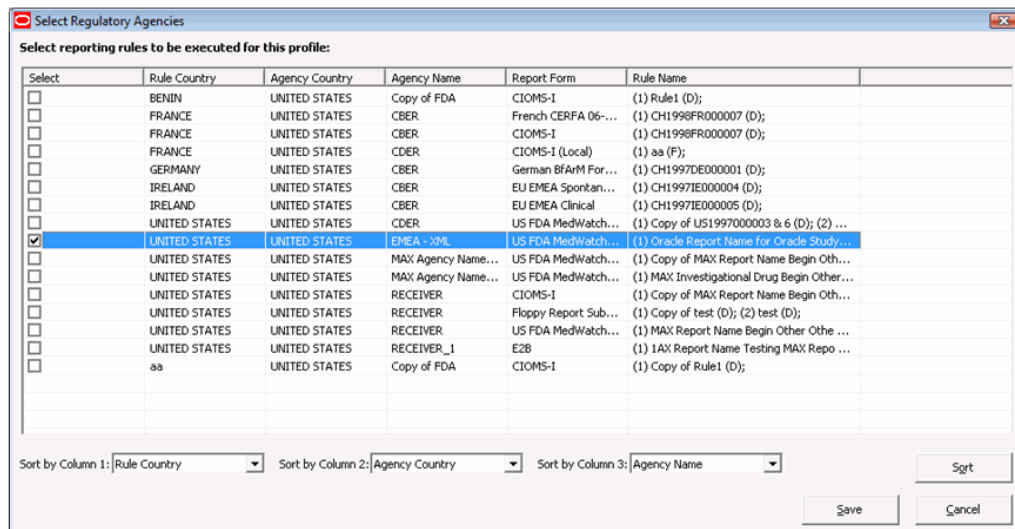 Select Regulatory Agencies
Select reporting rules to be executed for this profile:
Select Rule Country Agency Country Agency Name Report Form Rule Name
BENIN UNITED STATES Copy of FDA CIOMS-I (1) Rule1 (D);
FRANCE UNITED STATES CBER French CERFA 06-... (1) CH1998FR000007 (D);
FRANCE UNITED STATES CBER CIOMS-I (1) CH1998FR000007 (D);
FRANCE UNITED STATES CDER CIOMS-I (Local) (1) aa (F);
GERMANY UNITED STATES CBER German BfArM For... (1) CH1997DE000001 (D);
IRELAND UNITED STATES CBER EU EMEA Spontan... (1) CH1997IE000004 (D);
IRELAND UNITED STATES CBER EU EMEA Clinical (1) CH1997IE000005 (D);
UNITED STATES UNITED STATES CDER US FDA MedWatch... (1) Copy of US1997000003 & 6 (D); (2) ...
UNITED STATES UNITED STATES EMEA - XML US FDA MedWatch... (1) Oracle Report Name for Oracle Study...
UNITED STATES UNITED STATES MAX Agency Name... US FDA MedWatch... (1) Copy of MAX Report Name Begin Oth...
UNITED STATES UNITED STATES MAX Agency Name... US FDA MedWatch... (1) MAX Investigational Drug Begin Other...
UNITED STATES UNITED STATES RECEIVER CIOMS-I (1) Copy of MAX Report Name Begin Oth...
UNITED STATES UNITED STATES RECEIVER Floppy Report Sub... (1) Copy of test (D); (2) test (D);
UNITED STATES UNITED STATES RECEIVER US FDA MedWatch... (1) MAX Report Name Begin Other Othe ...
UNITED STATES UNITED STATES RECEIVER_1 E2B (1) 1AX Report Name Testing MAX Repo ...
aa UNITED STATES Copy of FDA CIOMS-I (1) Copy of Rule1 (D);
Sort by Column 1: Rule Country Sort by Column 2: Agency Country Sort by Column 3: Agency Name Sort
Save Cancel